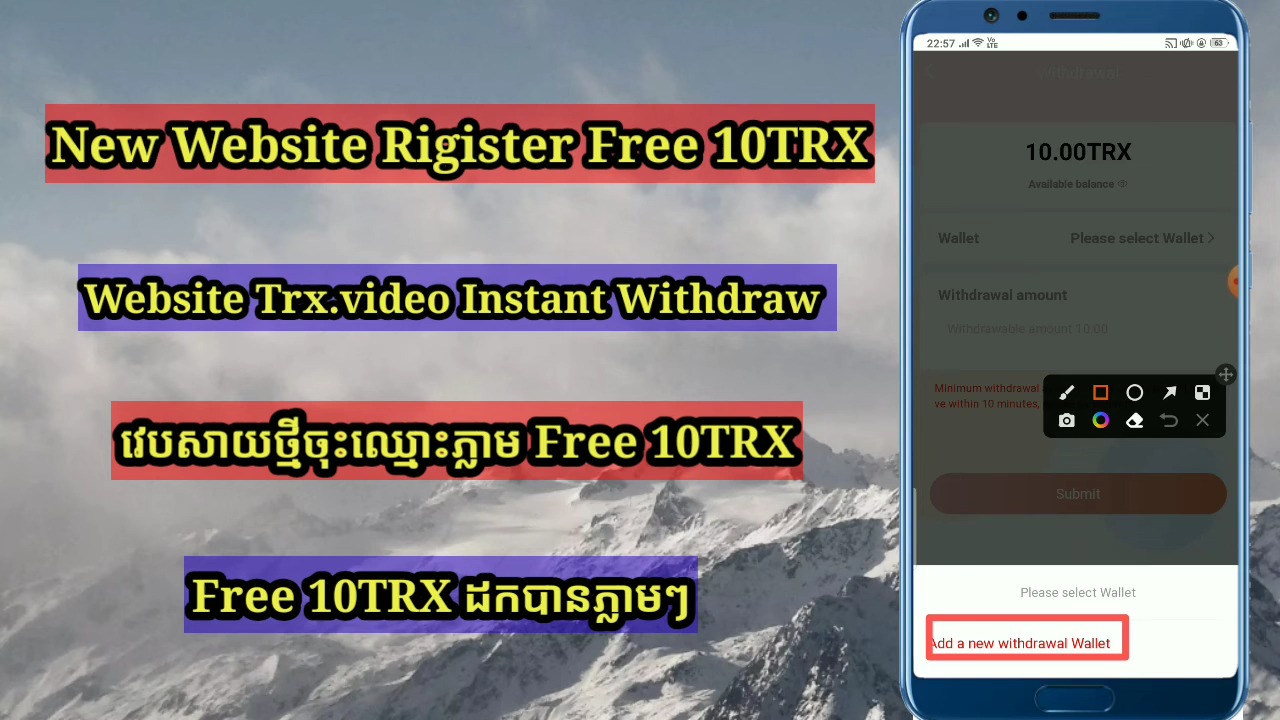 New Website Rigister Free 10TRX
Website Trx.video Instant Withdraw
វេបសាយថ្មីចុះឈ្មោះភ្លាម Free 10TRX
Free 10TRX ដកបានភ្លាមៗ
22:57
Vo
LTE
63
Withdrawal
10.00TRX
Available balance
Wallet
Please select Wallet
Withdrawal amount
Withdrawable amount 10.00
Minimum withdrawal
ve within 10 minutes,
Submit
Please select Wallet
Add a new withdrawal Wallet